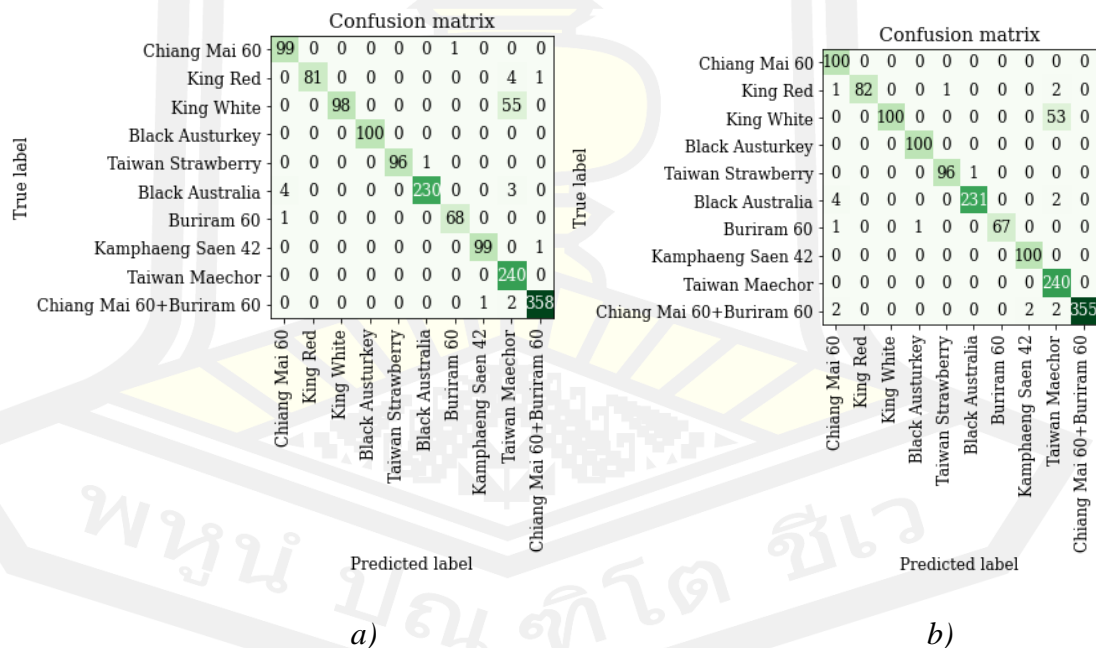 Confusion matrix
True label
Chiang Mai 60 99 0 0 0 0 0 1 0 0 0
King Red 0 81 0 0 0 0 0 0 4 1
King White 0 0 98 0 0 0 0 0 55 0
Black Austurkey 0 0 0 100 0 0 0 0 0 0
Taiwan Strawberry 0 0 0 0 96 1 0 0 0 0
Black Australia 4 0 0 0 0 230 0 0 3 0
Buriram 60 1 0 0 0 0 0 68 0 0 0
Kamphaeng Saen 42 0 0 0 0 0 0 0 99 0 1
Taiwan Maechor 0 0 0 0 0 0 0 0 240 0
Chiang Mai 60+Buriram 60 0 0 0 0 0 0 0 1 2 358
Chiang Mai 60
King Red
King White
Black Austurkey
Taiwan Strawberry
Black Australia
Buriram 60
Kamphaeng Saen 42
Taiwan Maechor
Chiang Mai 60+Buriram 60
Predicted label
a)
Confusion matrix
True label
Chiang Mai 60 100 0 0 0 0 0 0 0 0 0
King Red 1 82 0 0 1 0 0 0 2 0
King White 0 0 100 0 0 0 0 0 53 0
Black Austurkey 0 0 0 100 0 0 0 0 0 0
Taiwan Strawberry 0 0 0 0 96 1 0 0 0 0
Black Australia 4 0 0 0 0 231 0 0 2 0
Buriram 60 1 0 0 1 0 0 67 0 0 0
Kamphaeng Saen 42 0 0 0 0 0 0 0 100 0 0
Taiwan Maechor 0 0 0 0 0 0 0 0 240 0
Chiang Mai 60+Buriram 60 2 0 0 0 0 0 0 2 2 355
Chiang Mai 60
King Red
King White
Black Austurkey
Taiwan Strawberry
Black Australia
Buriram 60
Kamphaeng Saen 42
Taiwan Maechor
Chiang Mai 60+Buriram 60
Predicted label
b)
พหูนํ ปณฺฑิโต ชีเว